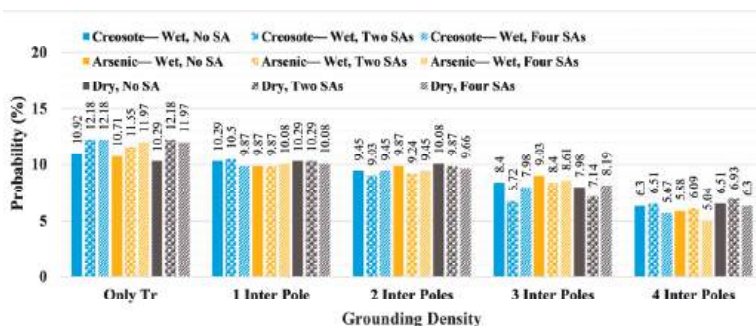 Creosote— Wet, No SA Creosote— Wet, Two SAs Creosote— Wet, Four SAs
Arsenic— Wet, No SA Arsenic— Wet, Two SAs Arsenic— Wet, Four SAs
Dry, No SA Dry, Two SAs Dry, Four SAs
Probability (%)
20
15
10
5
0
10.92 12.18 12.18 10.71 11.55 11.97 10.29 12.18 11.97
10.29 10.5 9.87 9.87 9.87 10.08 10.29 10.29 10.08
9.45 9.03 9.45 9.87 9.24 9.45 10.08 9.87 9.66
8.4 6.72 7.98 9.03 8.4 8.61 7.98 7.14 8.19
6.3 6.51 5.67 5.88 6.09 5.04 6.51 6.93 6.3
Only Tr 1 Inter Pole 2 Inter Poles 3 Inter Poles 4 Inter Poles
Grounding Density